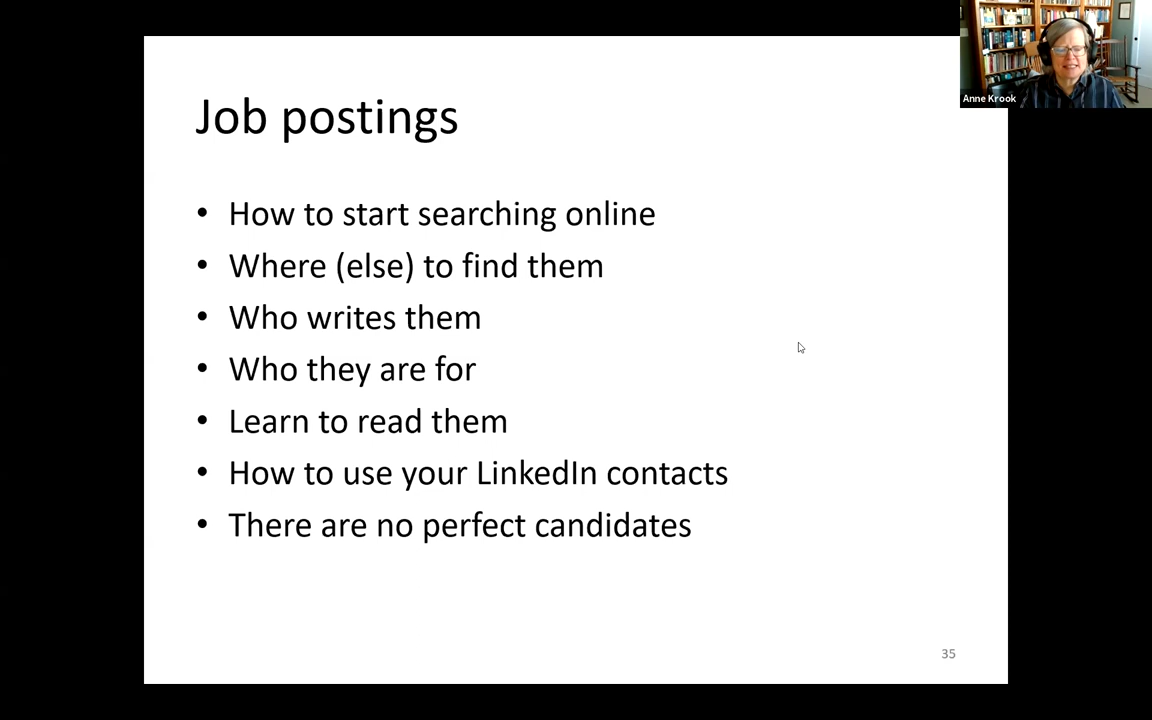 Job postings
• How to start searching online
• Where (else) to find them
• Who writes them
• Who they are for
• Learn to read them
• How to use your LinkedIn contacts
• There are no perfect candidates
35
Anne Krook